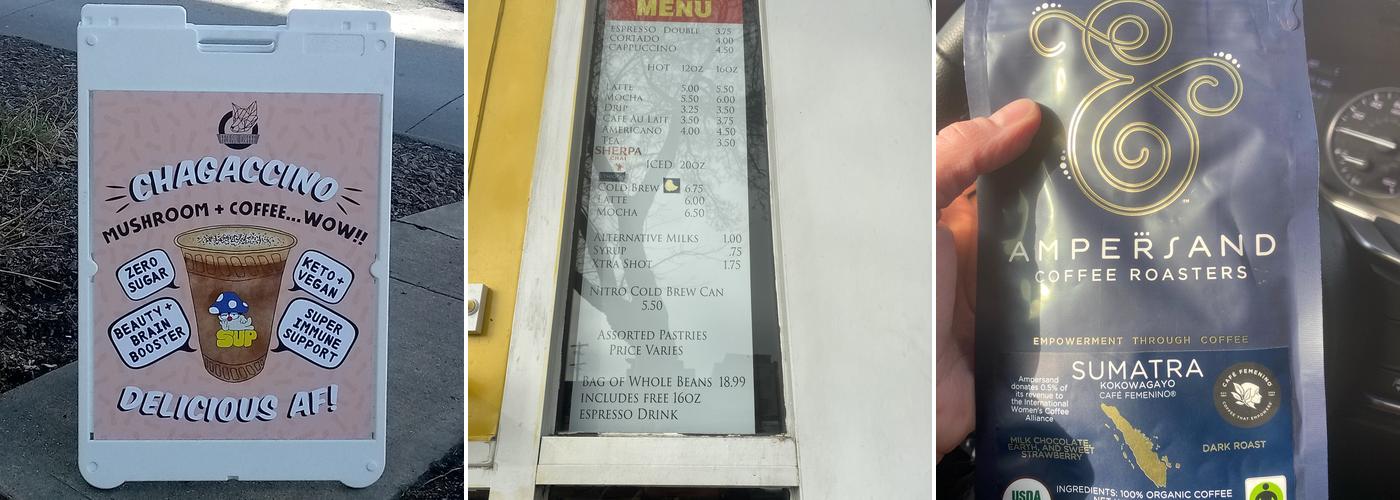 CHAGACCINO
MUSHROOM + COFFEE...WOW!!
ZERO
SUGAR
KETO +
VEGAN
BEAUTY +
BRAIN
BOOSTER
SUPER
IMMUNE
SUPPORT
SUP
DELICIOUS AF!
MENU
ESPRESSO DOUBLE 3.75
CORTADO 4.00
CAPPUCCINO 4.50
HOT 12OZ 16OZ
LATTE 5.00 5.50
MOCHA 5.50 6.00
DRIP 3.25 3.50
CAFE AU LAIT 3.50 3.75
AMERICANO 4.00 4.50
TEA 3.50
SHERPA
CHAI
ICED 20OZ
COLD BREW 6.75
LATTE 6.00
MOCHA 6.50
ALTERNATIVE MILKS 1.00
SYRUP .75
XTRA SHOT 1.75
NITRO COLD BREW CAN
5.50
ASSORTED PASTRIES
PRICE VARIES
BAG OF WHOLE BEANS 18.99
INCLUDES FREE 16OZ
ESPRESSO DRINK
AMPERSAND
COFFEE ROASTERS
EMPOWERMENT THROUGH COFFEE
SUMATRA
KOKOWAGAYO
CAFÉ FEMENINO®
Ampersand
donates 0.5% of
its revenue to
the International
Women's Coffee
Alliance
CAFÉ FEMENINO
COFFEE THAT EMPOWERS
MILK CHOCOLATE,
EARTH, AND SWEET
STRAWBERRY
DARK ROAST
USDA
INGREDIENTS: 100% ORGANIC COFFEE